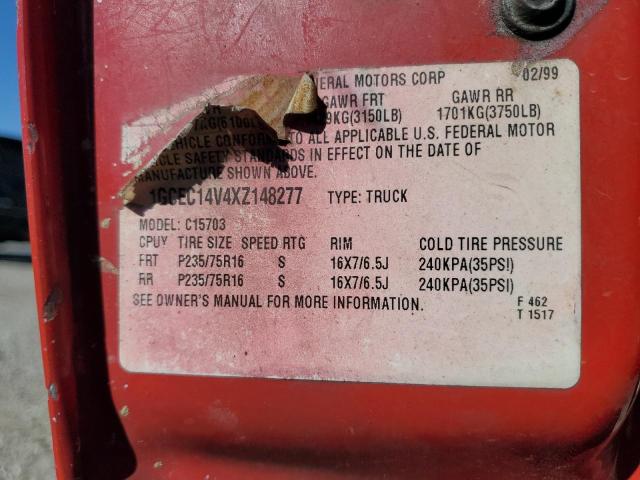 ERAL MOTORS CORP 02/99
GAWR FRT GAWR RR
9KG(3150LB) 1701KG(3750LB)
VEHICLE CONFORMS TO ALL APPLICABLE U.S. FEDERAL MOTOR
VEHICLE SAFETY STANDARDS IN EFFECT ON THE DATE OF
MANUFACTURE SHOWN ABOVE.
1GCEC14V4XZ148277 TYPE: TRUCK
MODEL: C15703
CPUY TIRE SIZE SPEED RTG RIM COLD TIRE PRESSURE
FRT P235/75R16 S 16X7/6.5J 240KPA(35PSI)
RR P235/75R16 S 16X7/6.5J 240KPA(35PSI)
SEE OWNER'S MANUAL FOR MORE INFORMATION.
F 462
T 1517